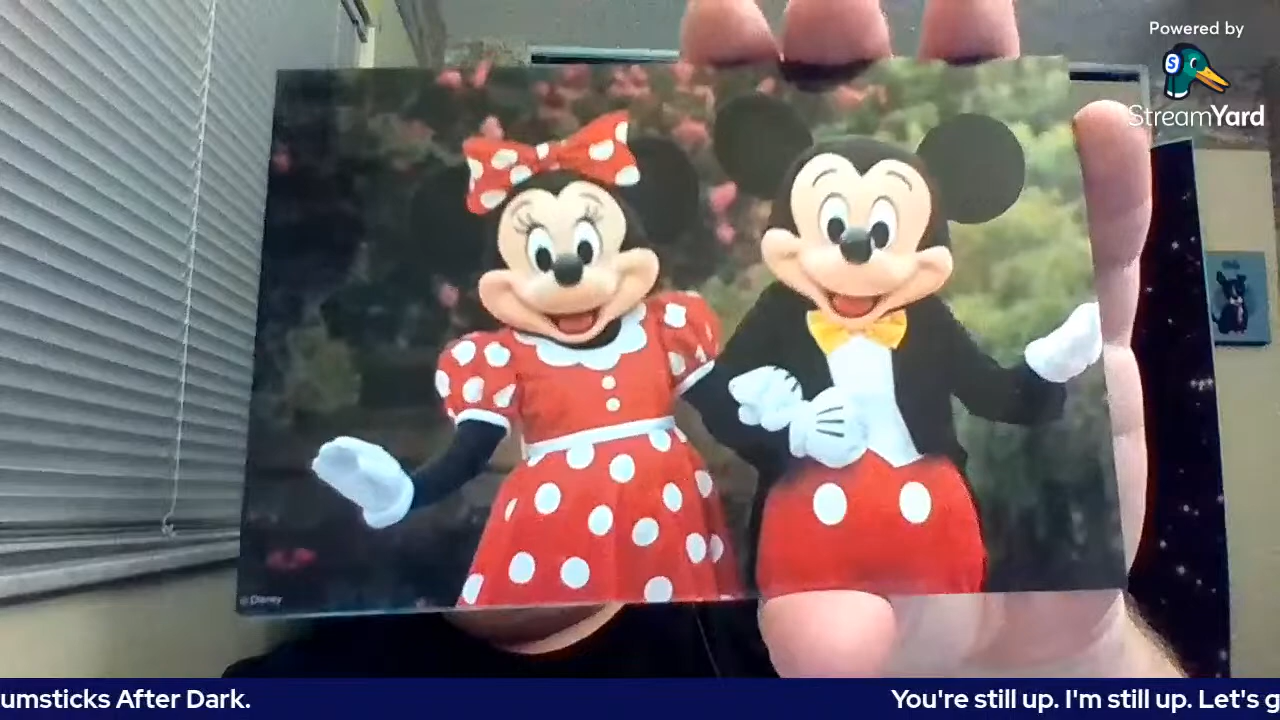 Powered by
S
StreamYard
© Disney
umsticks After Dark.
You're still up. I'm still up. Let's g